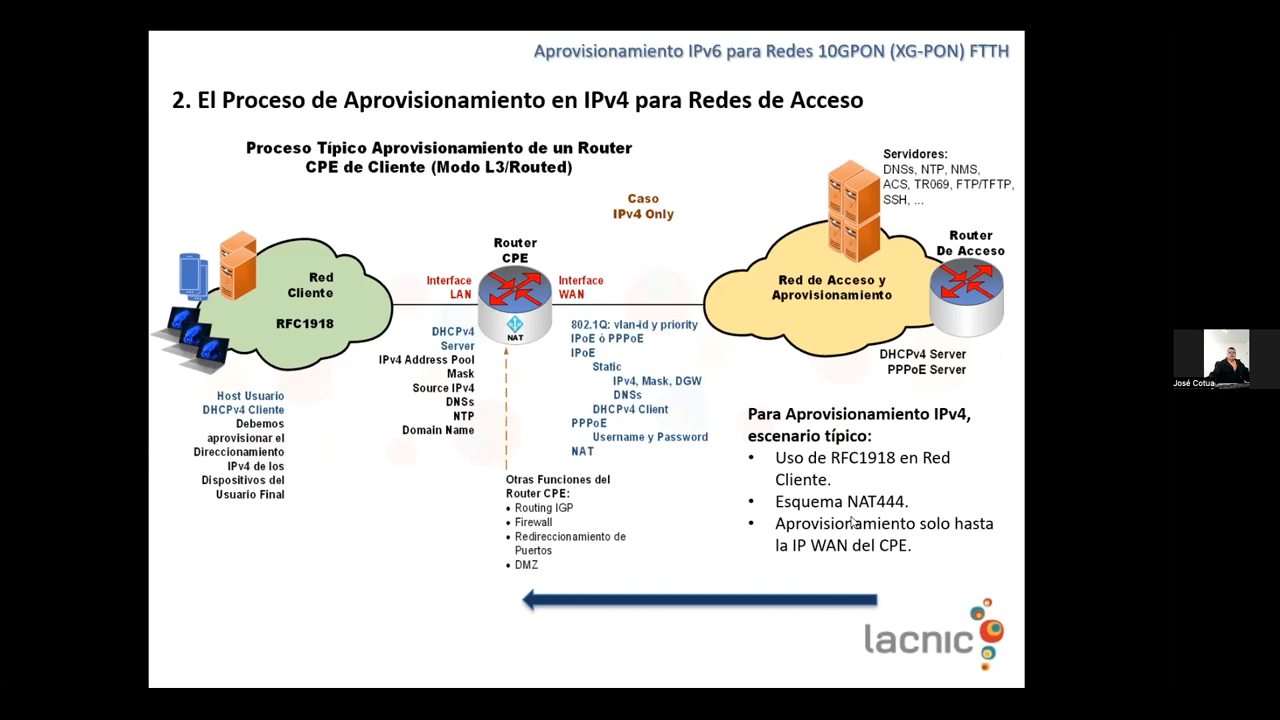 Aprovisionamiento IPv6 para Redes 10GPON (XG-PON) FTTH
2. El Proceso de Aprovisionamiento en IPv4 para Redes de Acceso
Proceso Típico Aprovisionamiento de un Router
CPE de Cliente (Modo L3/Routed)
Caso
IPv4 Only
Servidores:
DNSs, NTP, NMS,
ACS, TR069, FTP/TFTP,
SSH, ...
Red
Cliente
RFC1918
Interface
LAN
Router
CPE
NAT
Interface
WAN
Red de Acceso y
Aprovisionamiento
Router
De Acceso
DHCPv4 Server
PPPoE Server
Host Usuario
DHCPv4 Cliente
Debemos
aprovisionar el
Direccionamiento
IPv4 de los
Dispositivos del
Usuario Final
DHCPv4
Server
IPv4 Address Pool
Mask
Source IPv4
DNSs
NTP
Domain Name
802.1Q: vlan-id y priority
IPoE ó PPPoE
IPoE
Static
IPv4, Mask, DGW
DNSs
DHCPv4 Client
PPPoE
Username y Password
NAT
Otras Funciones del
Router CPE:
• Routing IGP
• Firewall
• Redireccionamiento de
Puertos
• DMZ
Para Aprovisionamiento IPv4,
escenario típico:
• Uso de RFC1918 en Red
Cliente.
• Esquema NAT444.
• Aprovisionamiento solo hasta
la IP WAN del CPE.
lacnic
José Cotua